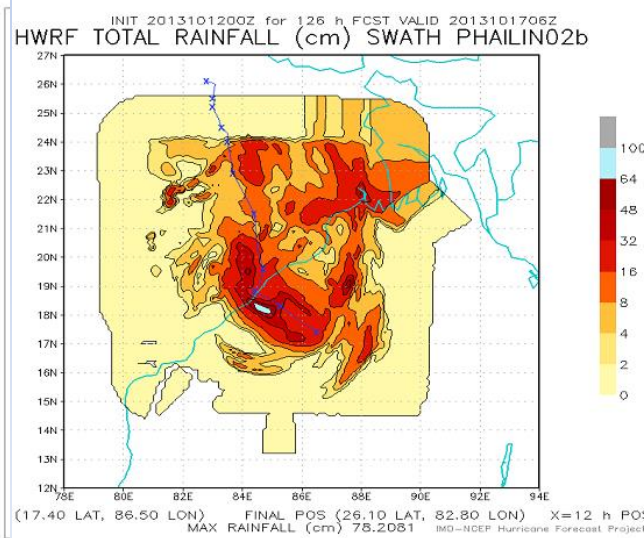 INIT 2013101200Z for 126 h FCST VALID 2013101706Z
HWRF TOTAL RAINFALL (cm) SWATH PHAILIN02b
27N
26N
25N
24N
23N
22N
21N
20N
19N
18N
17N
16N
15N
14N
13N
12N
78E 80E 82E 84E 86E 88E 90E 92E 94E
100
64
48
32
16
8
4
2
0
(17.40 LAT, 86.50 LON) FINAL POS (26.10 LAT, 82.80 LON) X=12 h POS
MAX RAINFALL (cm) 78.2081 IMD-NCEP Hurricane Forecast Project